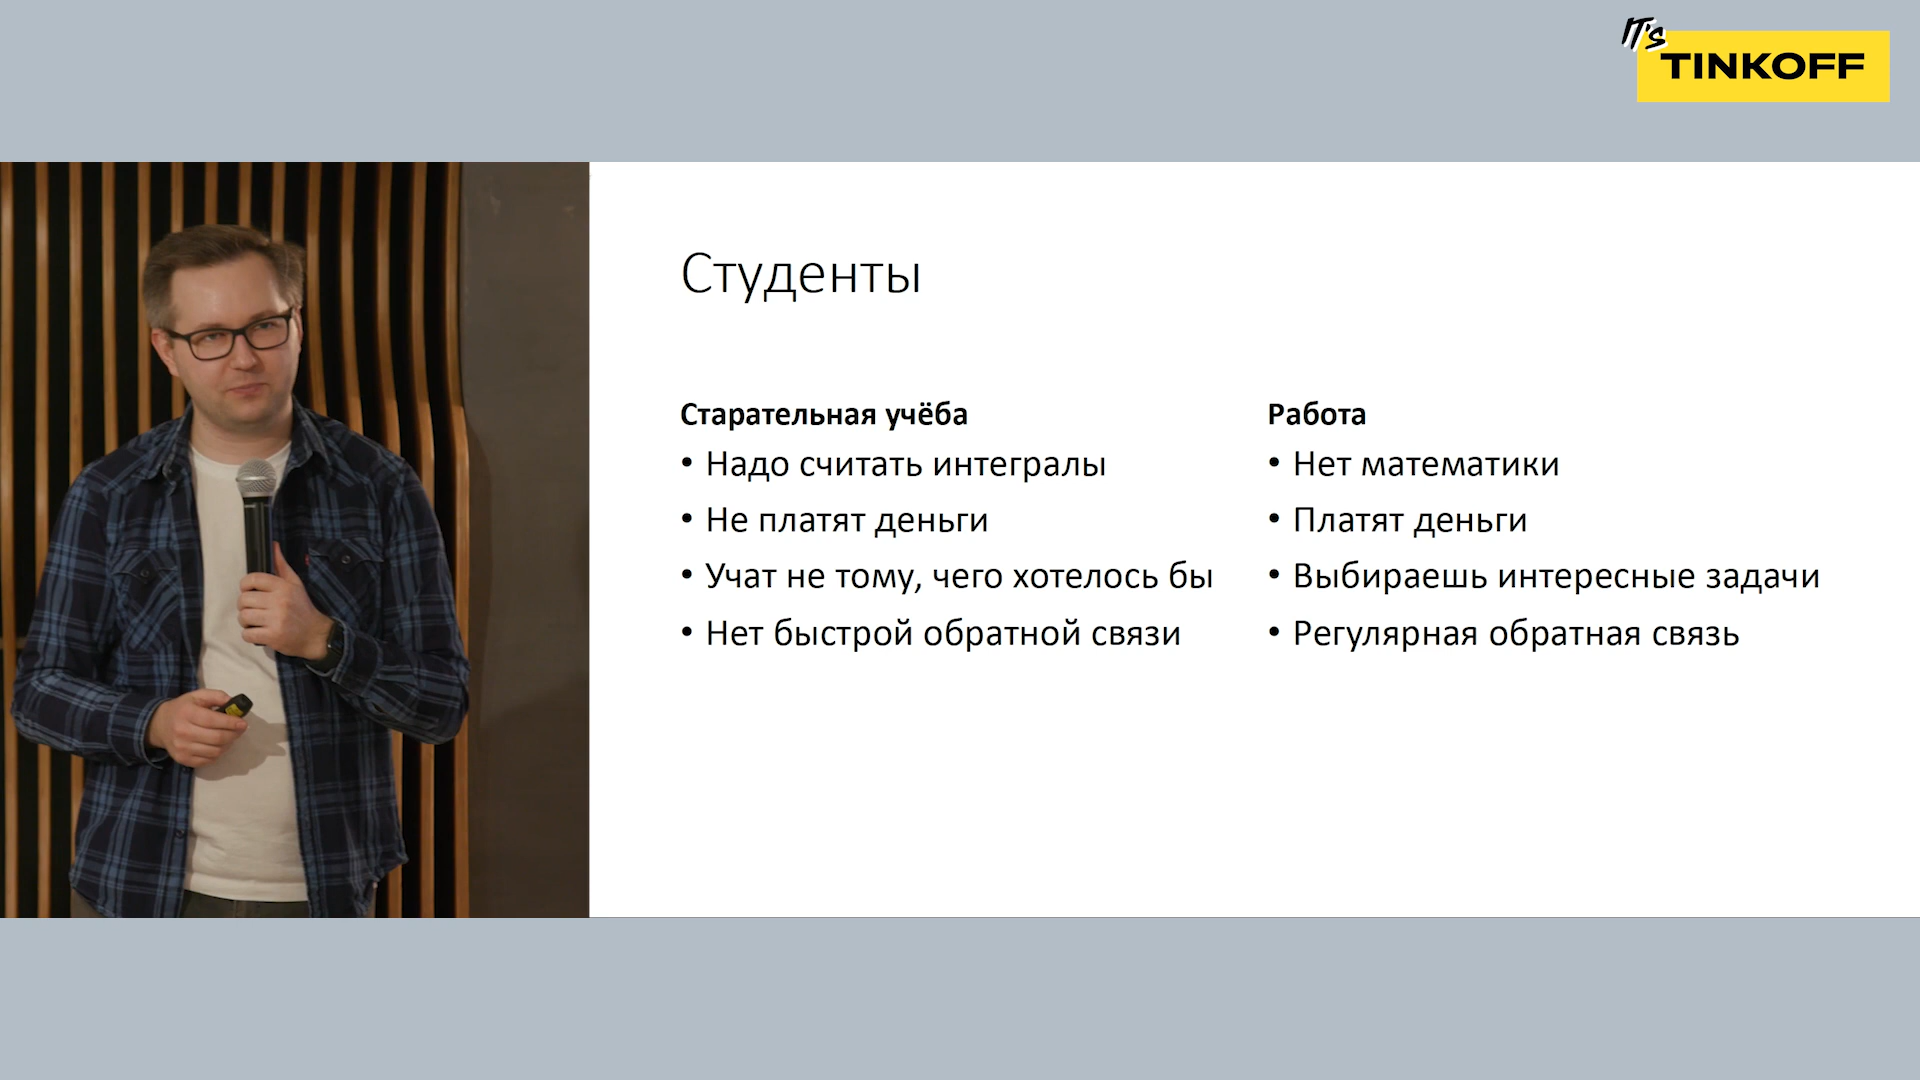 IT's
TINKOFF
Студенты
Старательная учёба
• Надо считать интегралы
• Не платят деньги
• Учат не тому, чего хотелось бы
• Нет быстрой обратной связи
Работа
• Нет математики
• Платят деньги
• Выбираешь интересные задачи
• Регулярная обратная связь